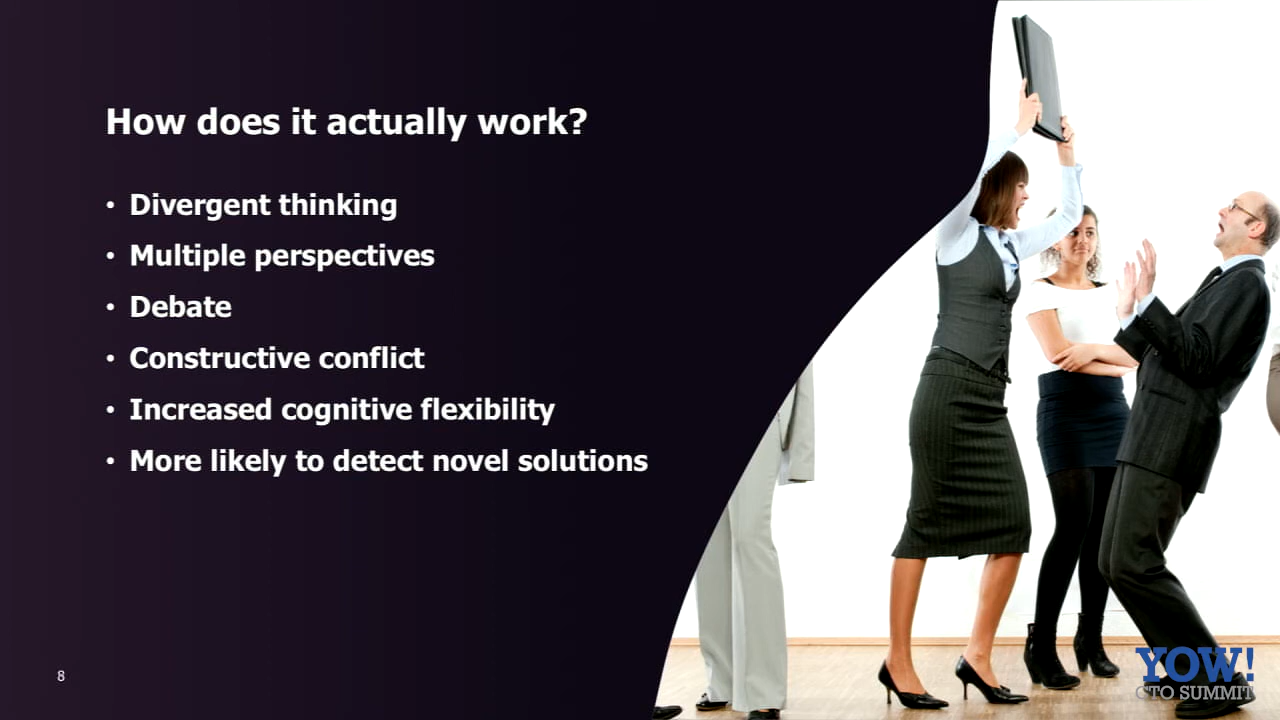 How does it actually work?
• Divergent thinking
• Multiple perspectives
• Debate
• Constructive conflict
• Increased cognitive flexibility
• More likely to detect novel solutions
8
YOW!
CTO SUMMIT